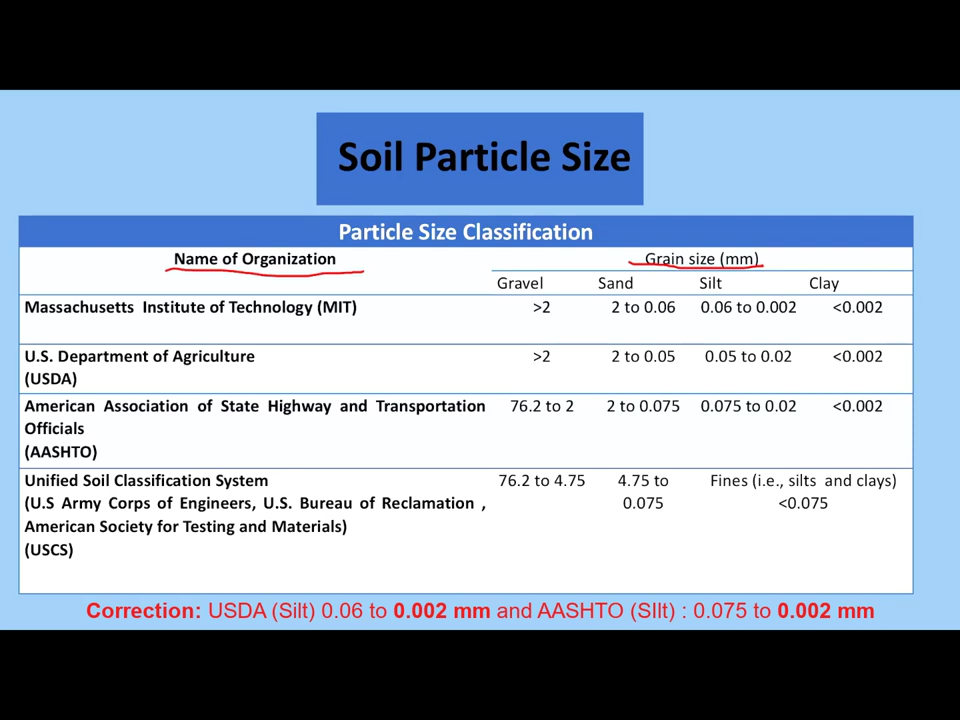 Soil Particle Size
Particle Size Classification
Name of Organization
Grain size (mm)
Gravel Sand Silt Clay
Massachusetts Institute of Technology (MIT) >2 2 to 0.06 0.06 to 0.002 <0.002
U.S. Department of Agriculture >2 2 to 0.05 0.05 to 0.02 <0.002
(USDA)
American Association of State Highway and Transportation 76.2 to 2 2 to 0.075 0.075 to 0.02 <0.002
Officials
(AASHTO)
Unified Soil Classification System 76.2 to 4.75 4.75 to Fines (i.e., silts and clays)
(U.S Army Corps of Engineers, U.S. Bureau of Reclamation , 0.075 <0.075
American Society for Testing and Materials)
(USCS)
Correction: USDA (Silt) 0.06 to 0.002 mm and AASHTO (SIlt) : 0.075 to 0.002 mm